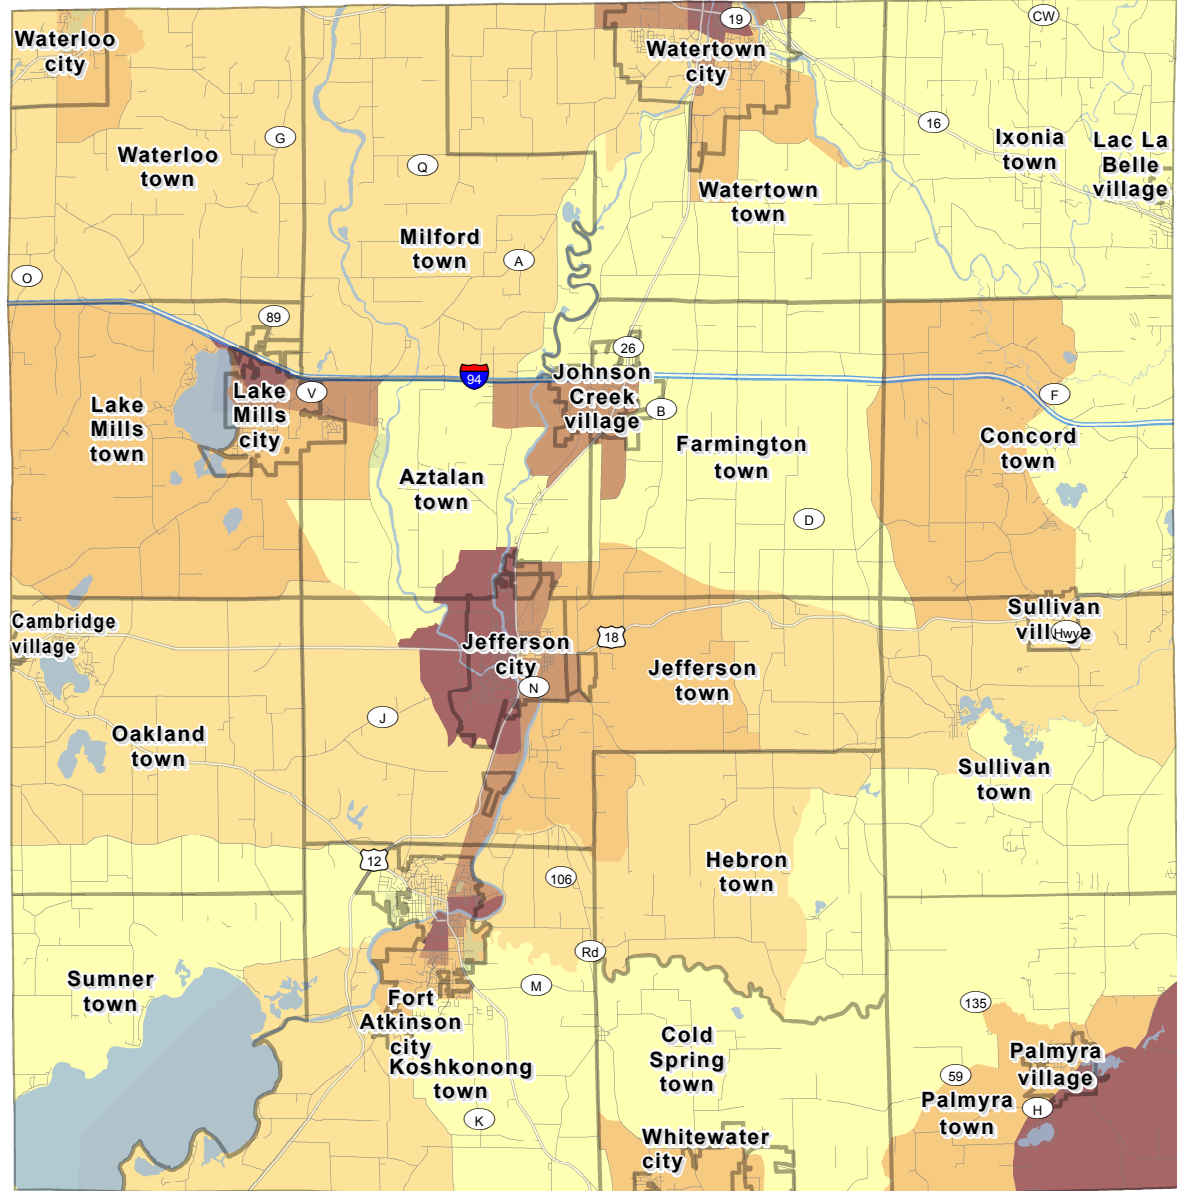 CW
19
Waterloo
city
Watertown
city
16
G
Ixonia
town
Lac La
Belle
village
Waterloo
town
Q
Watertown
town
Milford
town
A
O
89
26
94
Johnson
Creek
village
V
Lake
Mills
city
F
B
Lake
Mills
town
Concord
town
Farmington
town
Aztalan
town
D
Sullivan
village
Hwy
Cambridge
village
18
Jefferson
city
Jefferson
town
N
J
Oakland
town
Sullivan
town
12
Hebron
town
106
Rd
Sumner
town
M
135
Fort
Atkinson
city
Cold
Spring
town
Palmyra
village
Koshkonong
town
59
Palmyra
town
H
K
Whitewater
city